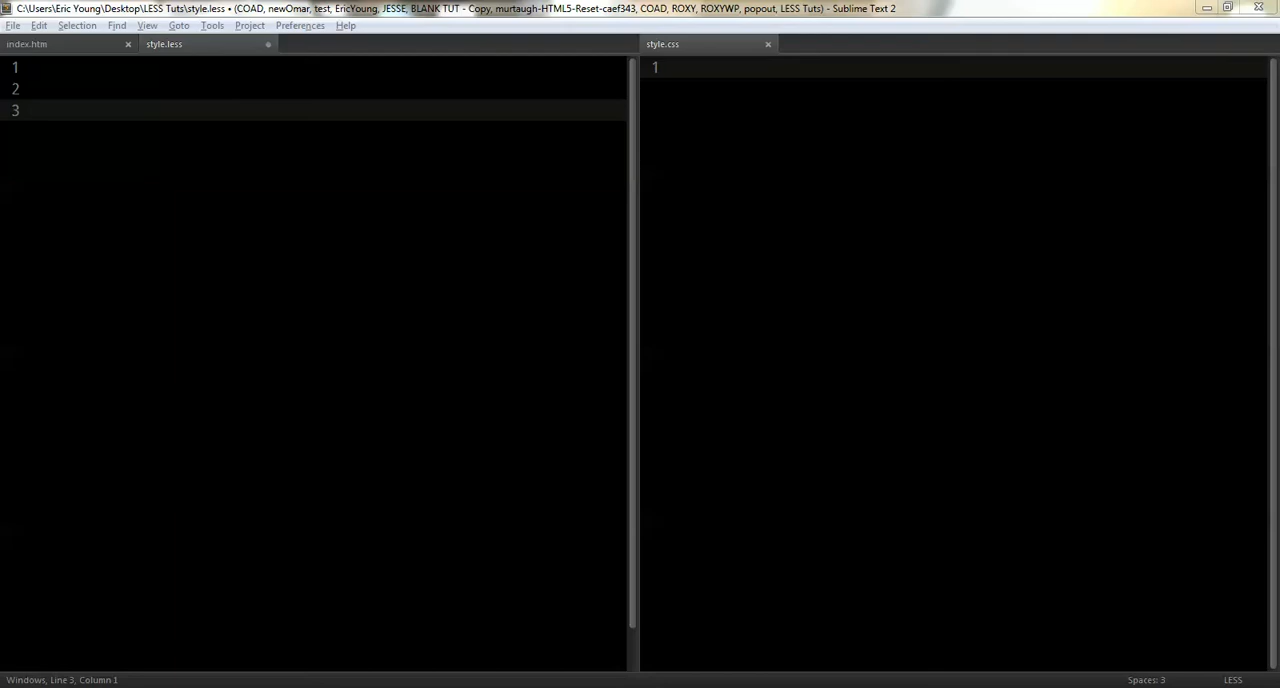 C:\Users\Eric Young\Desktop\LESS Tuts\style.less • (COAD, newOmar, test, EricYoung, JESSE, BLANK TUT - Copy, murtaugh-HTML5-Reset-caef343, COAD, ROXY, ROXYWP, popout, LESS Tuts) - Sublime Text 2
File Edit Selection Find View Goto Tools Project Preferences Help
index.htm × style.less • style.css ×
1 1
2
3
Windows, Line 3, Column 1 Spaces: 3 LESS